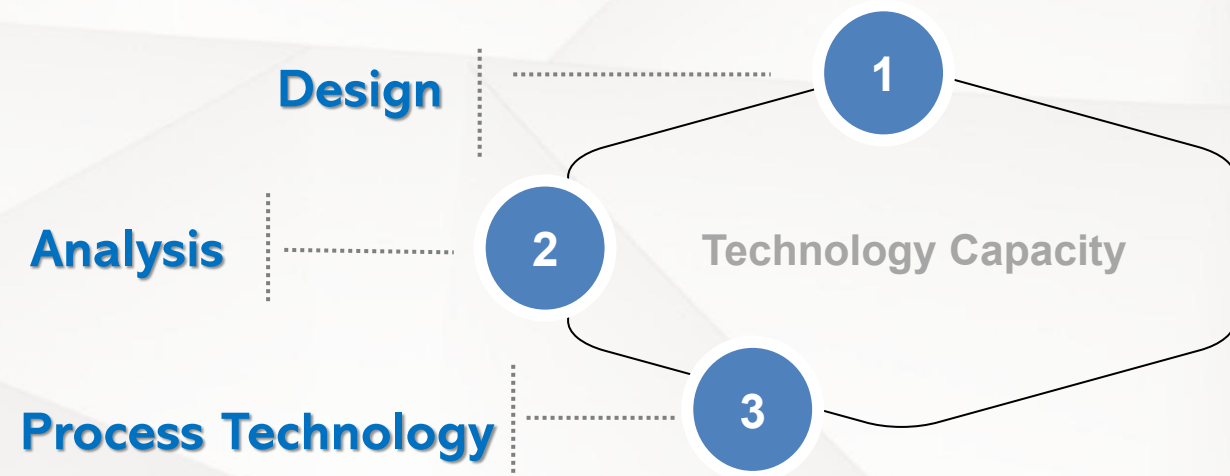 Design
1
Analysis
2
Technology Capacity
Process Technology
3